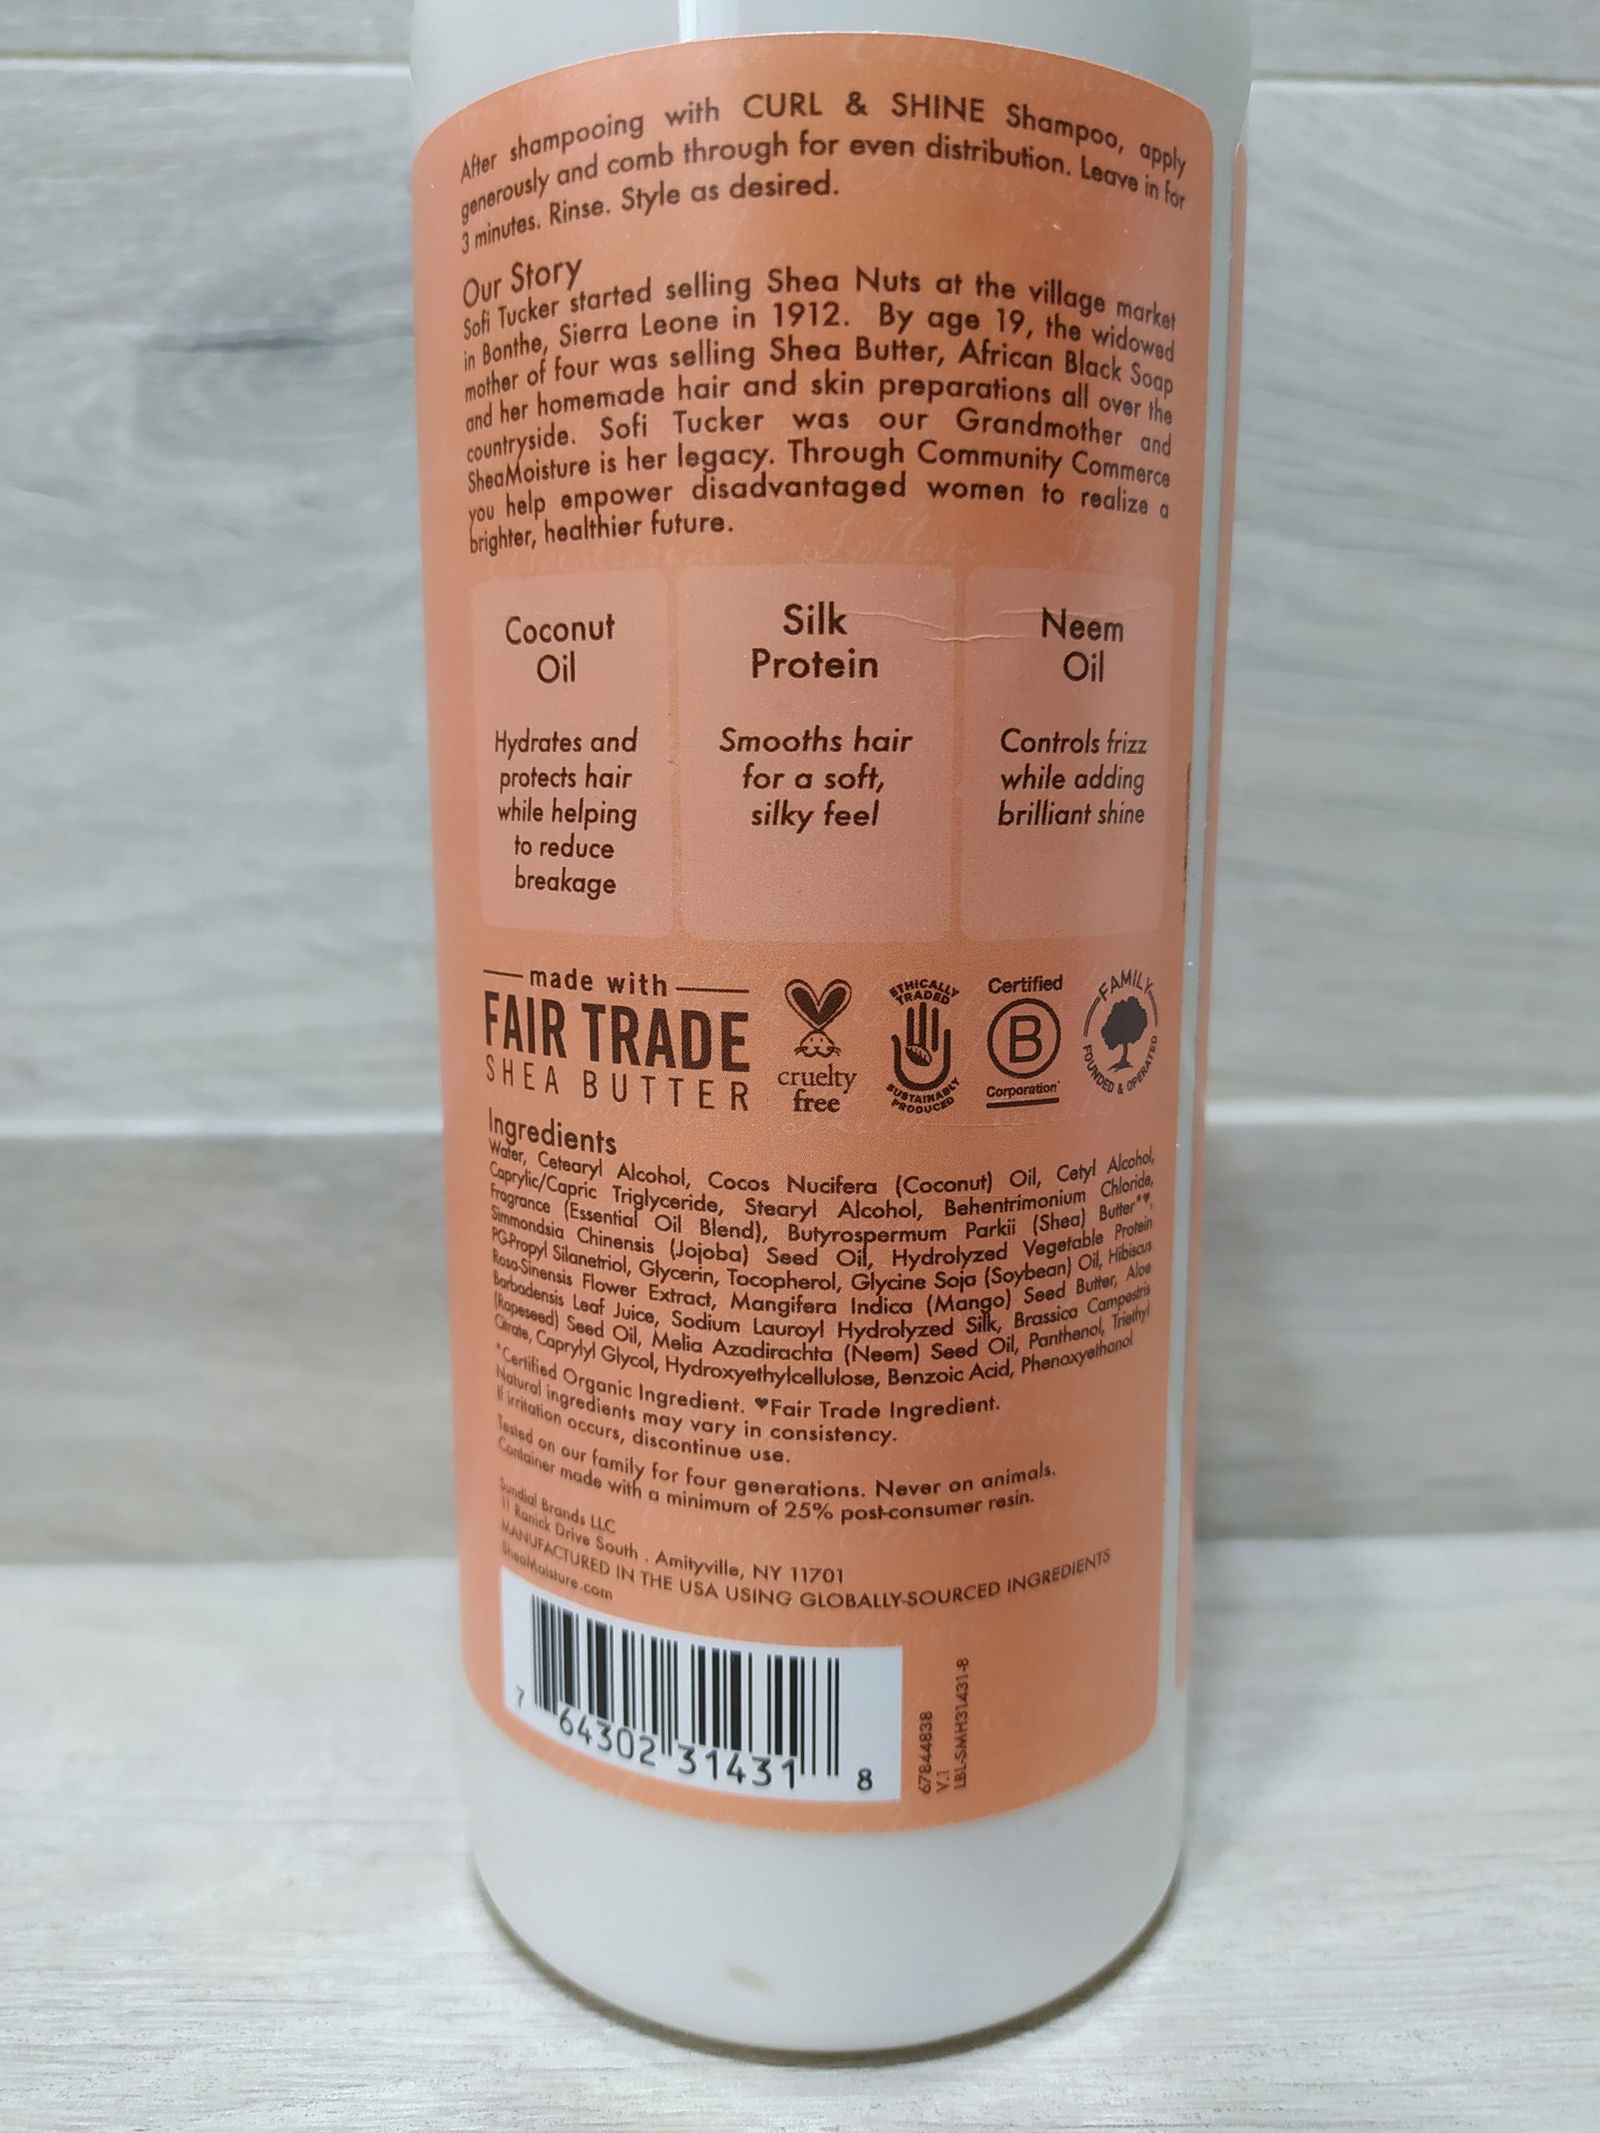 After shampooing with CURL & SHINE Shampoo, apply
generously and comb through for even distribution. Leave in for
3 minutes. Rinse. Style as desired.
Our Story
Sofi Tucker started selling Shea Nuts at the village market
in Bonthe, Sierra Leone in 1912. By age 19, the widowed
mother of four was selling Shea Butter, African Black Soap
and her homemade hair and skin preparations all over the
countryside. Sofi Tucker was our Grandmother and
SheaMoisture is her legacy. Through Community Commerce
you help empower disadvantaged women to realize a
brighter, healthier future.
Coconut
Oil
Hydrates and
protects hair
while helping
to reduce
breakage
Silk
Protein
Smooths hair
for a soft,
silky feel
Neem
Oil
Controls frizz
while adding
brilliant shine
made with
FAIR TRADE
SHEA BUTTER
cruelty
free
ETHICALLY
TRADED
SUSTAINABLY
PRODUCED
Certified
B
Corporation
FAMILY
FOUNDED & OPERATED
Ingredients
Water, Cetearyl Alcohol, Cocos Nucifera (Coconut) Oil, Cetyl Alcohol,
Caprylic/Capric Triglyceride, Stearyl Alcohol, Behentrimonium Chloride,
Fragrance (Essential Oil Blend), Butyrospermum Parkii (Shea) Butter*♥,
Simmondsia Chinensis (Jojoba) Seed Oil, Hydrolyzed Vegetable Protein
PG-Propyl Silanetriol, Glycerin, Tocopherol, Glycine Soja (Soybean) Oil, Hibiscus
Rosa-Sinensis Flower Extract, Mangifera Indica (Mango) Seed Butter, Aloe
Barbadensis Leaf Juice, Sodium Lauroyl Hydrolyzed Silk, Brassica Campestris
(Rapeseed) Seed Oil, Melia Azadirachta (Neem) Seed Oil, Panthenol, Triethyl
Citrate, Caprylyl Glycol, Hydroxyethylcellulose, Benzoic Acid, Phenoxyethanol
*Certified Organic Ingredient. ♥Fair Trade Ingredient.
Natural ingredients may vary in consistency.
If irritation occurs, discontinue use.
Tested on our family for four generations. Never on animals.
Container made with a minimum of 25% post-consumer resin.
Sundial Brands LLC
11 Ranick Drive South . Amityville, NY 11701
MANUFACTURED IN THE USA USING GLOBALLY-SOURCED INGREDIENTS
SheaMoisture.com
7 64302 31431 8
67844838
V.1
LBL-SMH31431-8